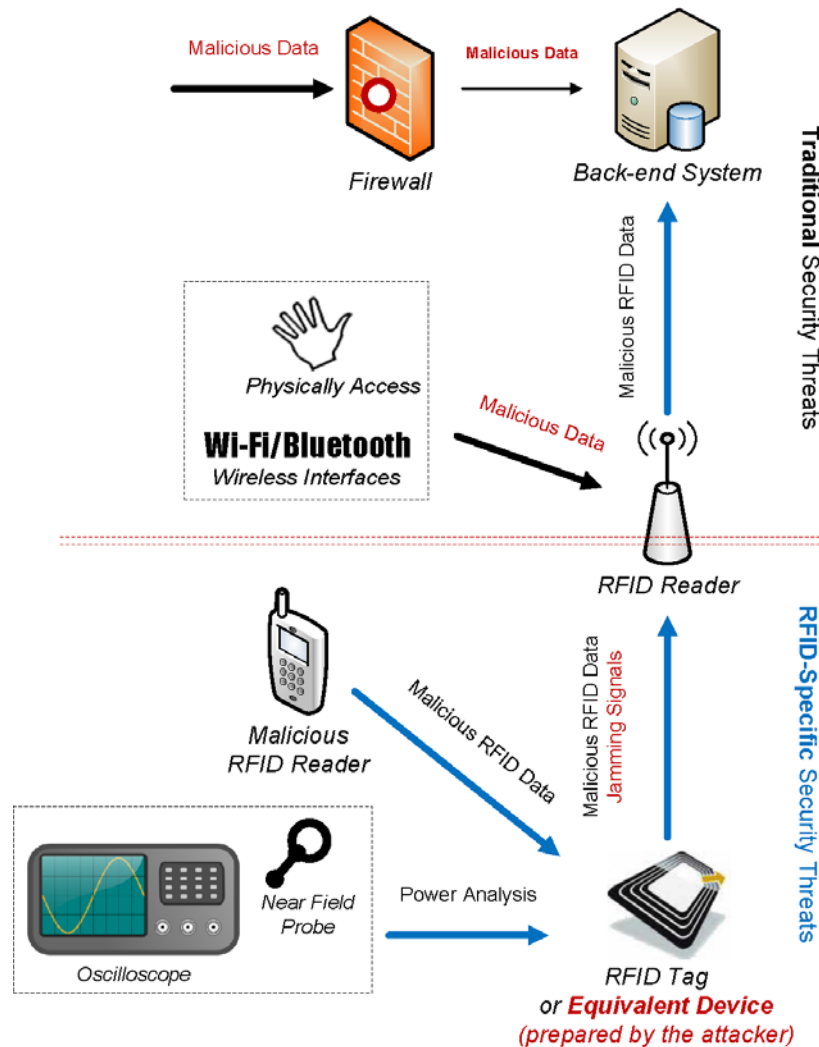 Malicious Data
Malicious Data
Firewall
Back-end System
Traditional Security Threats
Malicious RFID Data
Physically Access
Wi-Fi/Bluetooth
Wireless Interfaces
Malicious Data
RFID Reader
RFID-Specific Security Threats
Malicious
RFID Reader
Malicious RFID Data
Malicious RFID Data
Jamming Signals
Near Field
Probe
Oscilloscope
Power Analysis
RFID Tag
or Equivalent Device
(prepared by the attacker)